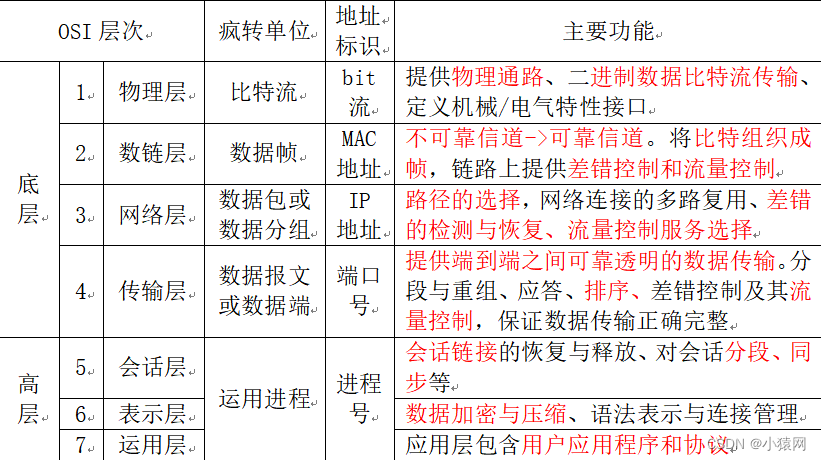 OSI 层次
疯转单位
地址
标识
主要功能
底
层
1
物理层
比特流
bit
流
提供物理通路、二进制数据比特流传输、
定义机械/电气特性接口
2
数链层
数据帧
MAC
地址
不可靠信道->可靠信道。将比特组织成
帧，链路上提供差错控制和流量控制
3
网络层
数据包或
数据分组
IP
地址
路径的选择，网络连接的多路复用、差错
的检测与恢复、流量控制服务选择
4
传输层
数据报文
或数据端
端口
号
提供端到端之间可靠透明的数据传输。分
段与重组、应答、排序、差错控制及其流
量控制，保证数据传输正确完整
高
层
5
会话层
运用进程
进程
号
会话链接的恢复与释放、对会话分段、同
步等
6
表示层
数据加密与压缩、语法表示与连接管理
7
运用层
应用层包含用户应用程序和协议
CSDN @小猿网